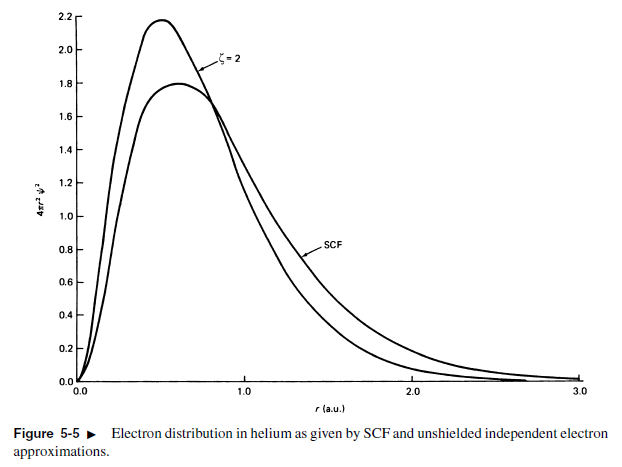 2.2
2.0
ζ = 2
1.8
1.6
1.4
1.2
4πr² ψ²
1.0
0.8
SCF
0.6
0.4
0.2
0.0
0.0 1.0 2.0 3.0
r (a.u.)
Figure 5-5 ► Electron distribution in helium as given by SCF and unshielded independent electron
approximations.